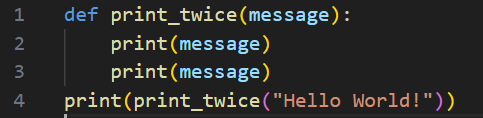 1 def print_twice(message):
2     print(message)
3     print(message)
4 print(print_twice("Hello World!"))